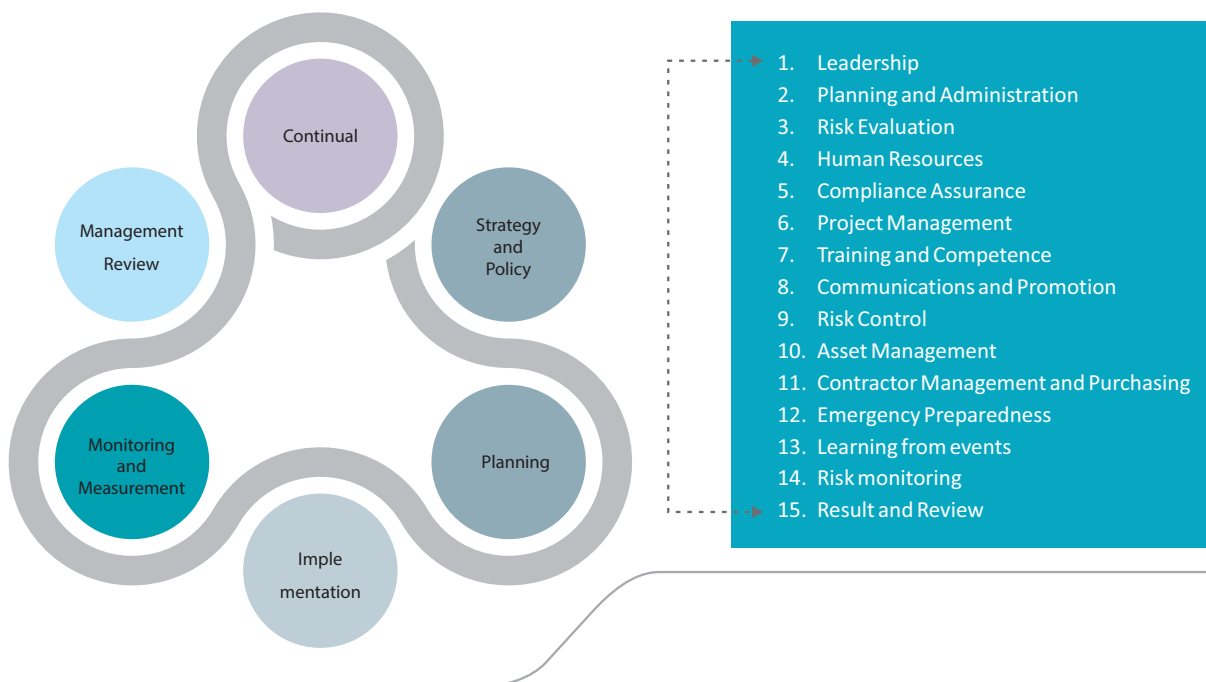 Continual
Management
Review
Strategy
and
Policy
Monitoring
and
Measurement
Planning
Imple
mentation
1. Leadership
2. Planning and Administration
3. Risk Evaluation
4. Human Resources
5. Compliance Assurance
6. Project Management
7. Training and Competence
8. Communications and Promotion
9. Risk Control
10. Asset Management
11. Contractor Management and Purchasing
12. Emergency Preparedness
13. Learning from events
14. Risk monitoring
15. Result and Review